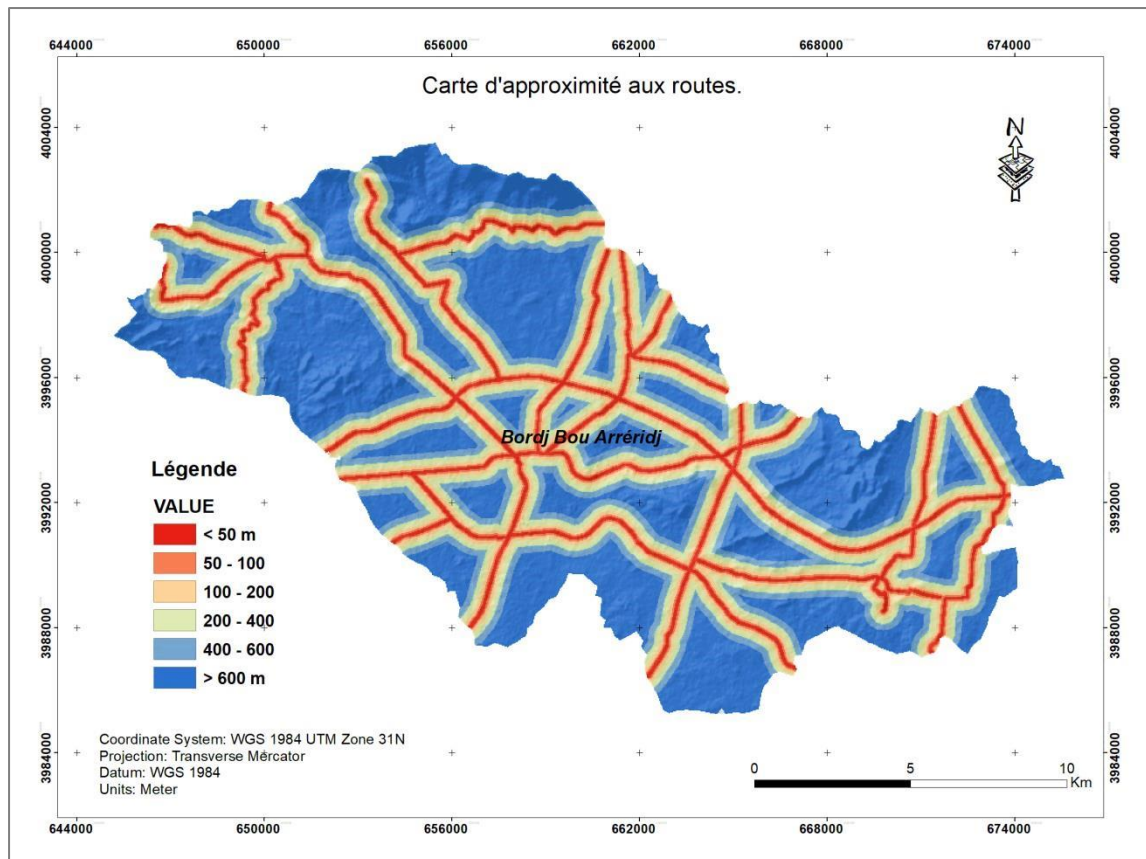 644000 650000 656000 662000 668000 674000
Carte d'approximité aux routes.
N
4004000 4004000
4000000 4000000
3996000 3996000
Bordj Bou Arréridj
Légende
VALUE
3992000 3992000
< 50 m
50 - 100
100 - 200
200 - 400
400 - 600
> 600 m
3988000 3988000
Coordinate System: WGS 1984 UTM Zone 31N
Projection: Transverse Mercator
Datum: WGS 1984
Units: Meter
3984000 3984000
0 5 10
Km
644000 650000 656000 662000 668000 674000